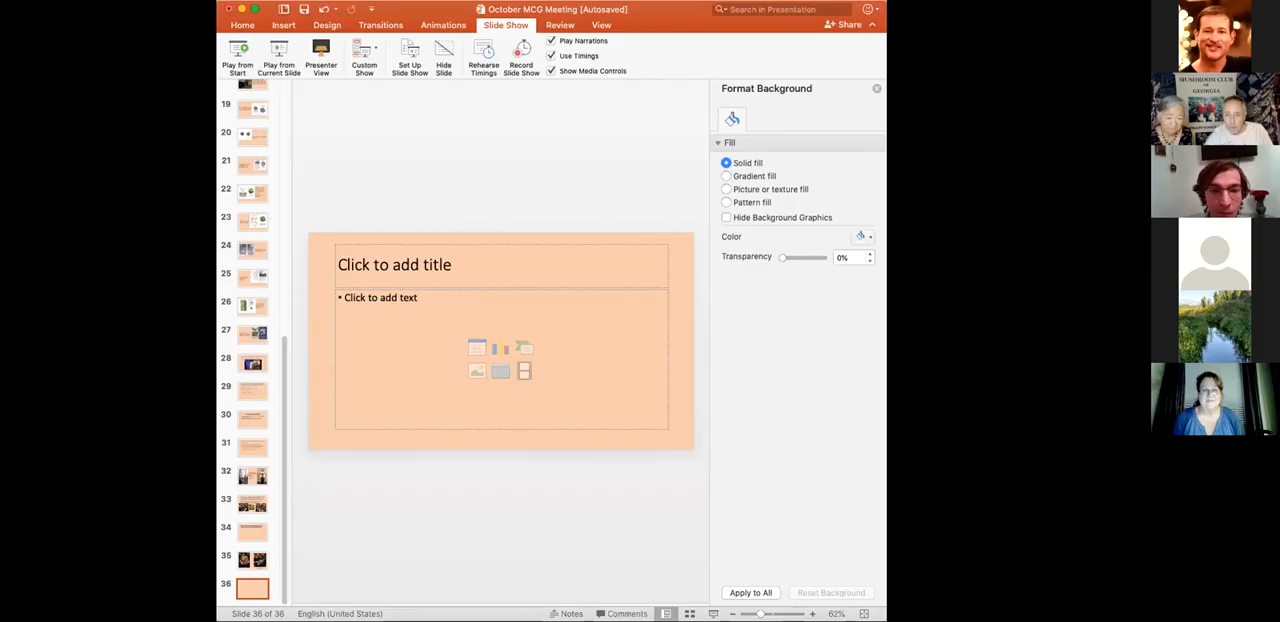 October MCG Meeting [Autosaved]
Search in Presentation
Home Insert Design Transitions Animations Slide Show Review View
Share
Play from Start
Play from Current Slide
Presenter View
Custom Show
Set Up Slide Show
Hide Slide
Rehearse Timings
Record Slide Show
Play Narrations
Use Timings
Show Media Controls
19
20
21
22
23
24
25
26
27
28
29
30
31
32
33
34
35
36
Click to add title
• Click to add text
Format Background
Fill
Solid fill
Gradient fill
Picture or texture fill
Pattern fill
Hide Background Graphics
Color
Transparency 0%
Apply to All Reset Background
Slide 36 of 36 English (United States) Notes Comments 62%
MUSHROOM CLUB
OF
GEORGIA